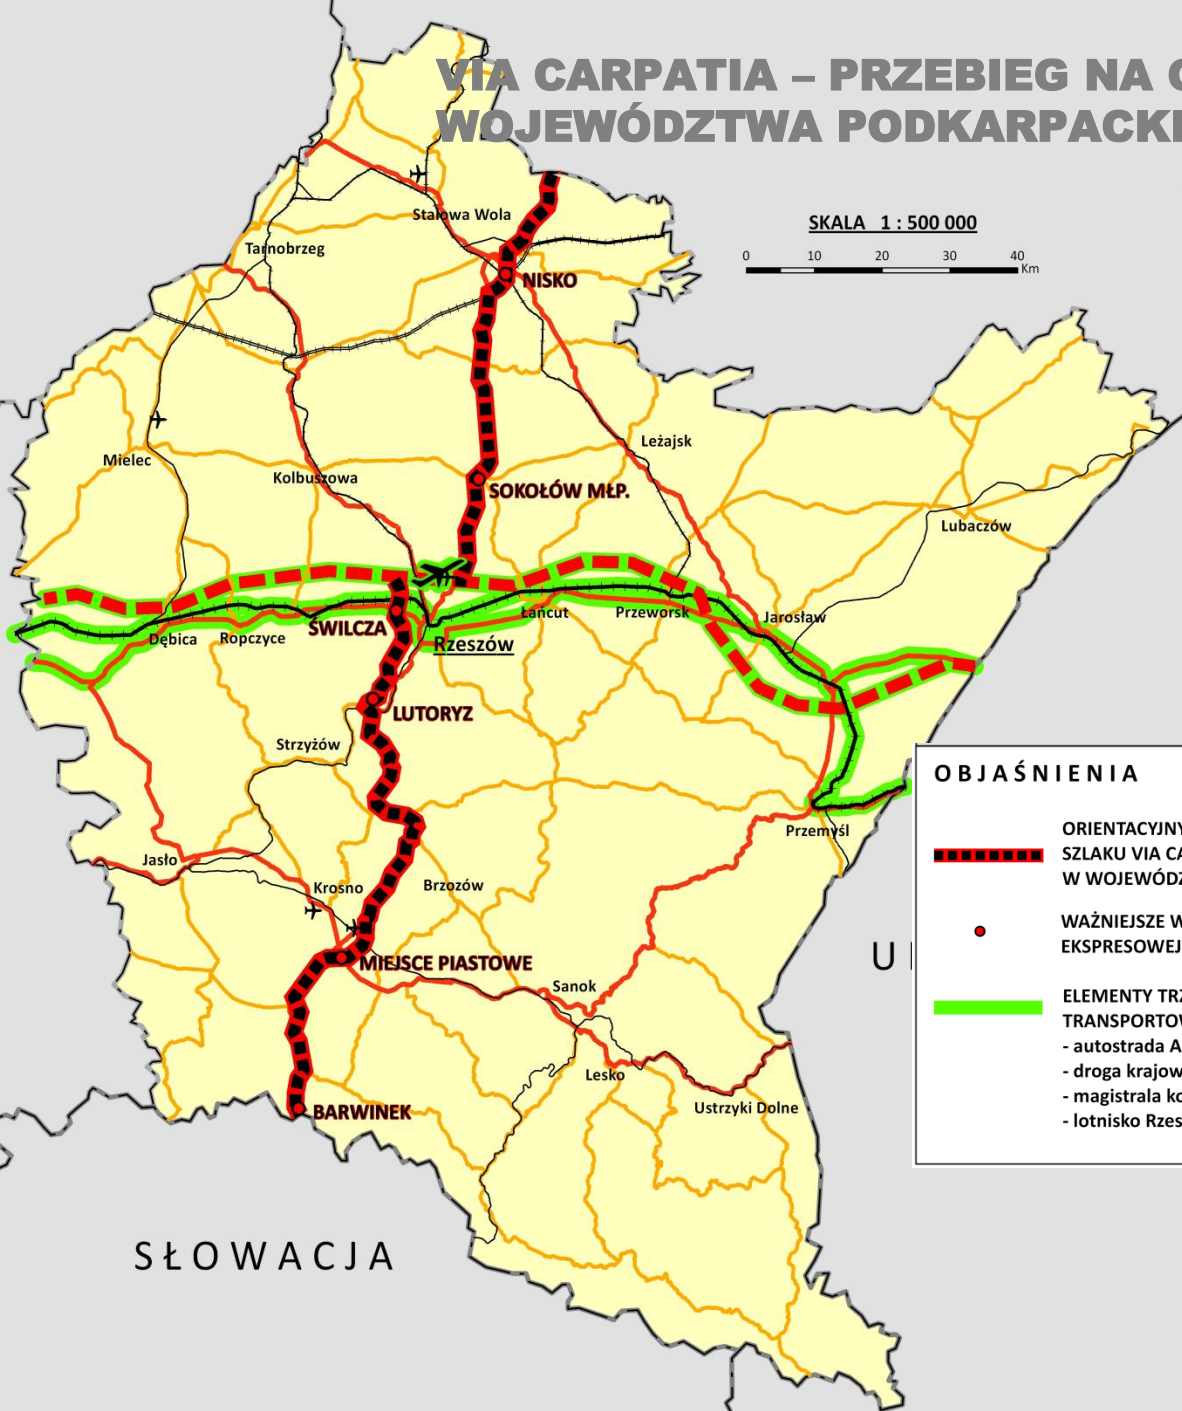 VIA CARPATIA – PRZEBIEG NA
WOJEWÓDZTWA PODKARPACKI
SKALA 1 : 500 000
0 10 20 30 40
Km
Stalowa Wola
Tarnobrzeg
NISKO
Leżajsk
Mielec
Kolbuszowa
SOKOŁÓW MŁP.
Lubaczów
Łańcut
Przeworsk
Jarosław
ŚWILCZA
Dębica
Ropczyce
Rzeszów
LUTORYZ
Strzyżów
Przemyśl
Jasło
Krosno
Brzozów
MIEJSCE PIASTOWE
Sanok
Lesko
Ustrzyki Dolne
BARWINEK
SŁOWACJA
U
OBJAŚNIENIA
ORIENTACYJNY
SZLAKU VIA CA
W WOJEWÓDZ
WAŻNIEJSZE W
EKSPRESOWEJ
ELEMENTY TRZ
TRANSPORTOW
- autostrada A
- droga krajow
- magistrala ko
- lotnisko Rzes